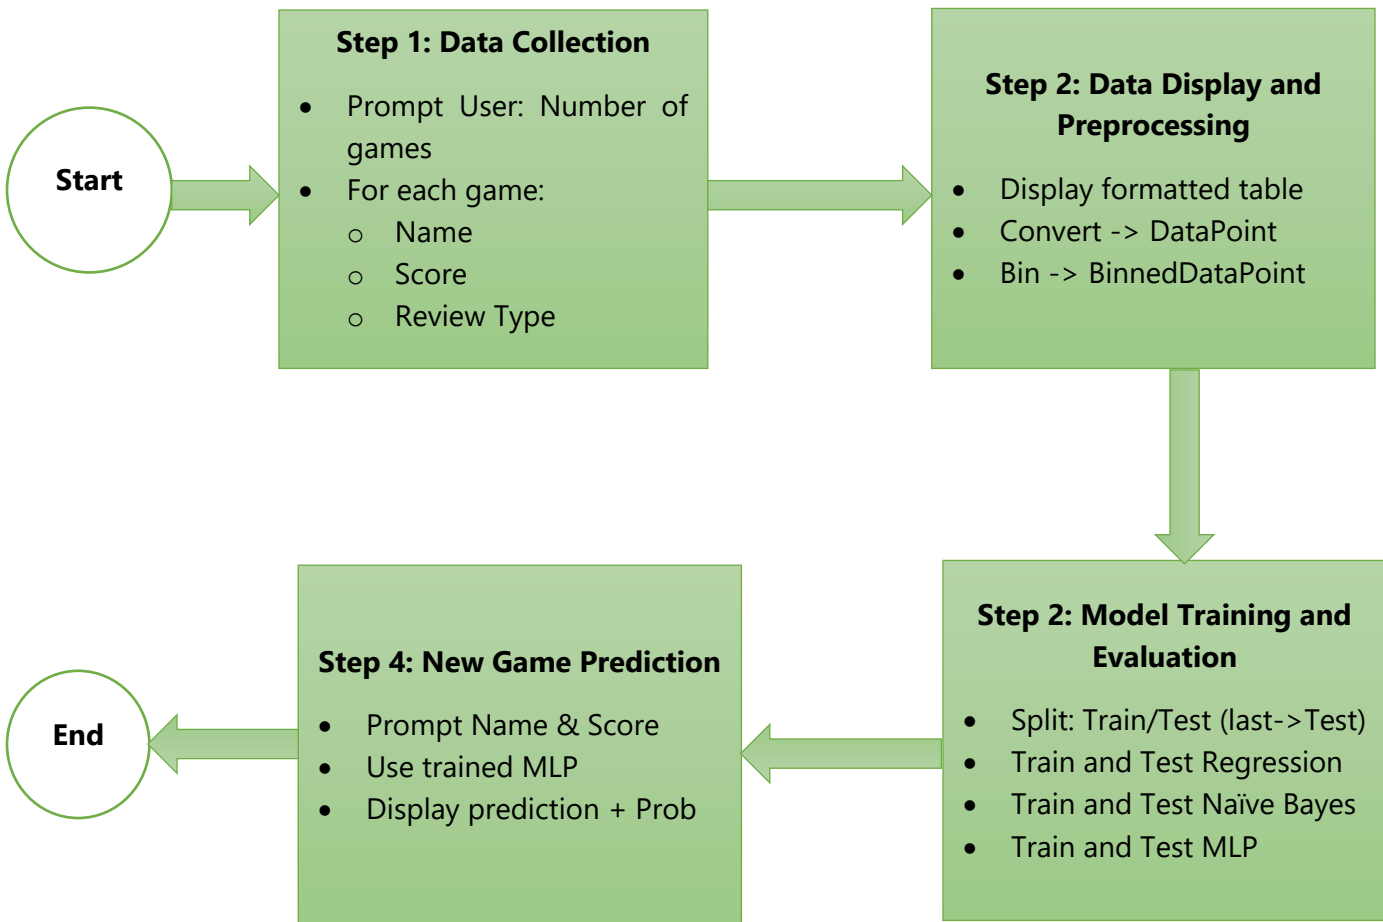 Start
Step 1: Data Collection
• Prompt User: Number of
games
• For each game:
o Name
o Score
o Review Type
Step 2: Data Display and
Preprocessing
• Display formatted table
• Convert -> DataPoint
• Bin -> BinnedDataPoint
Step 2: Model Training and
Evaluation
• Split: Train/Test (last->Test)
• Train and Test Regression
• Train and Test Naïve Bayes
• Train and Test MLP
Step 4: New Game Prediction
• Prompt Name & Score
• Use trained MLP
• Display prediction + Prob
End